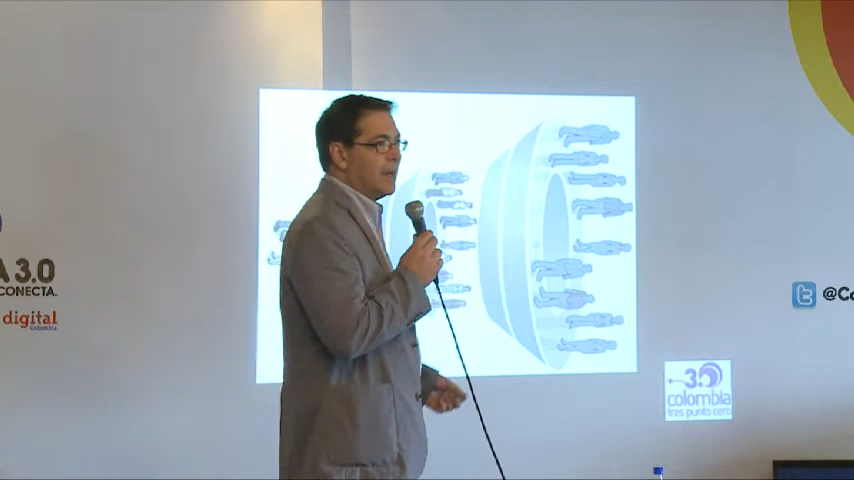 A 3.0
CONECTA.
digital
Colombia
@Co
3.0
colombia
tres punto cero